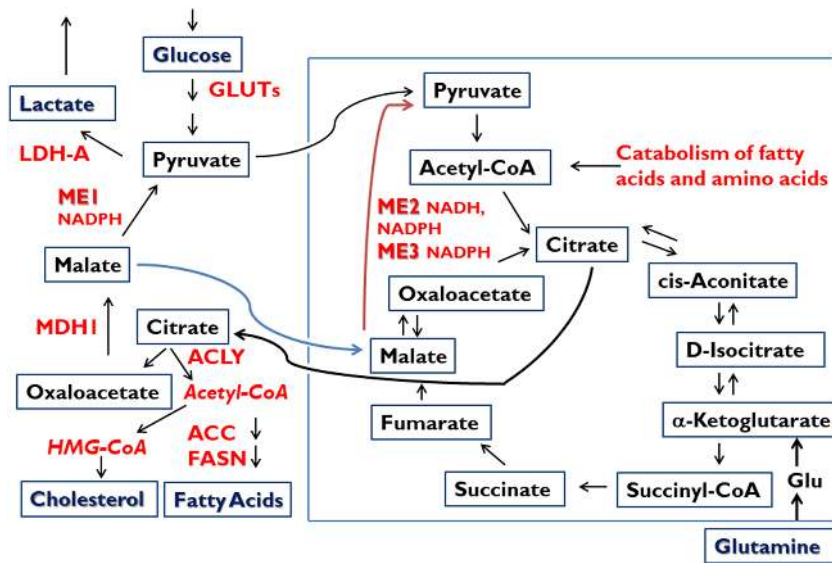 Glucose
GLUTs
Lactate
LDH-A
Pyruvate
ME1
NADPH
Malate
MDH1
Citrate
ACLY
Oxaloacetate
Acetyl-CoA
HMG-CoA
ACC
FASN
Cholesterol
Fatty Acids
Pyruvate
Acetyl-CoA
Catabolism of fatty
acids and amino acids
ME2 NADH,
NADPH
ME3 NADPH
Citrate
Oxaloacetate
cis-Aconitate
Malate
D-Isocitrate
Fumarate
α-Ketoglutarate
Succinate
Succinyl-CoA
Glu
Glutamine